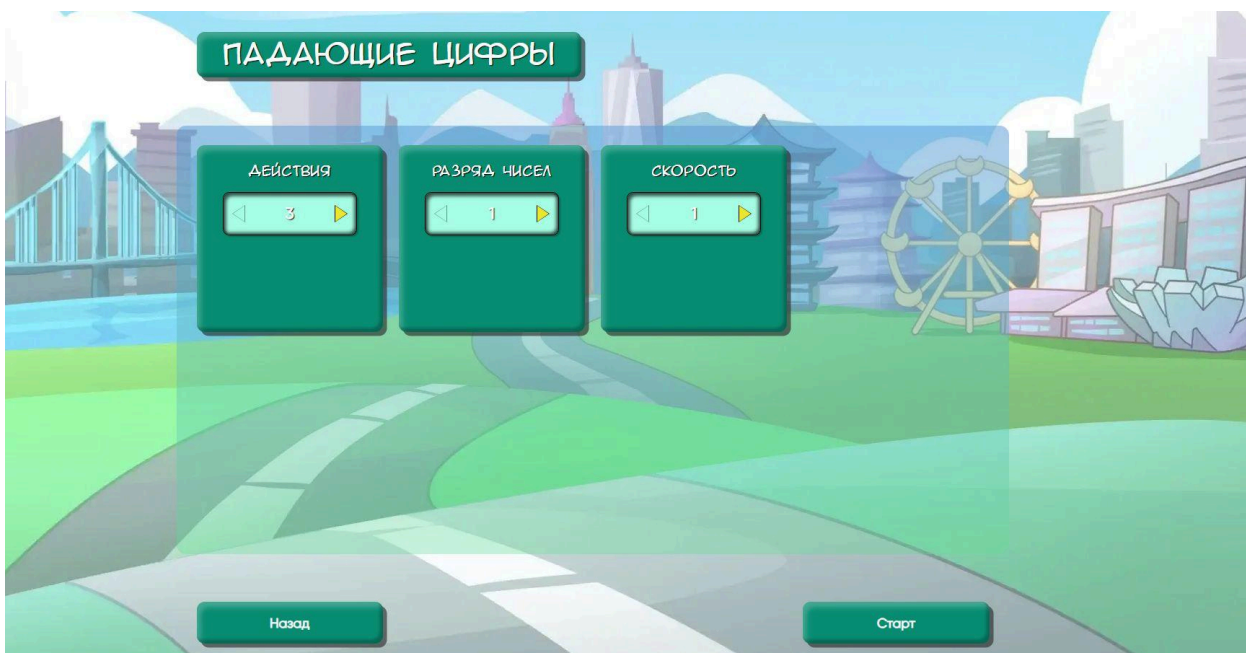 ПАДАЮЩИЕ ЦИФРЫ
ДЕЙСТВИЯ
РАЗРЯД ЧИСЕЛ
СКОРОСТЬ
3
1
1
Назад
Старт